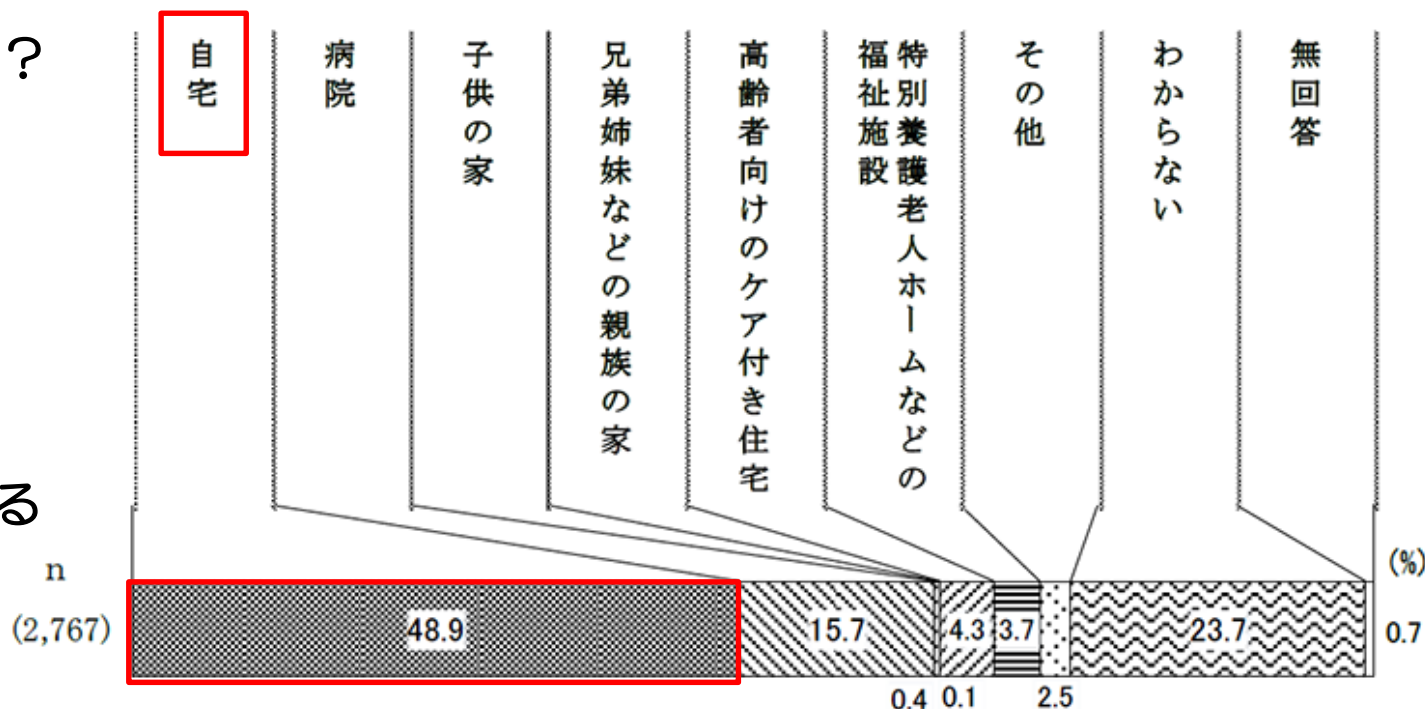 ?
自宅
病院
子供の家
兄弟姉妹などの親族の家
高齢者向けのケア付き住宅
特別養護老人ホームなどの
福祉施設
その他
わからない
無回答
る
n
(%)
(2,767)
48.9
15.7
4.3
3.7
23.7
0.7
0.4
0.1
2.5